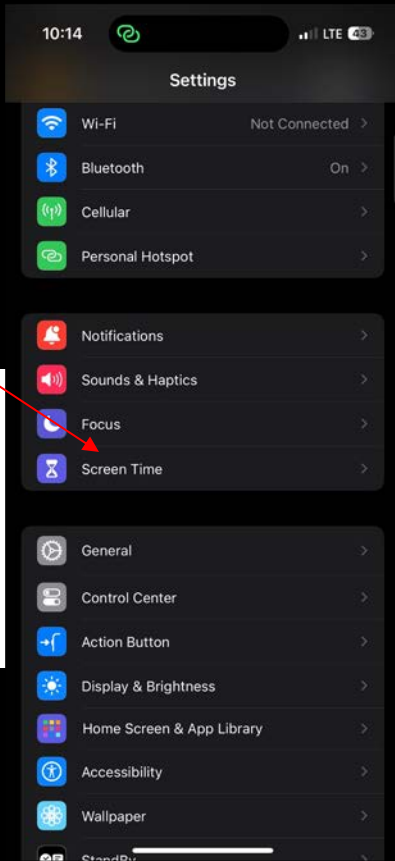 10:14
LTE 43
Settings
Wi-Fi Not Connected
Bluetooth On
Cellular
Personal Hotspot
Notifications
Sounds & Haptics
Focus
Screen Time
General
Control Center
Action Button
Display & Brightness
Home Screen & App Library
Accessibility
Wallpaper
StandBy